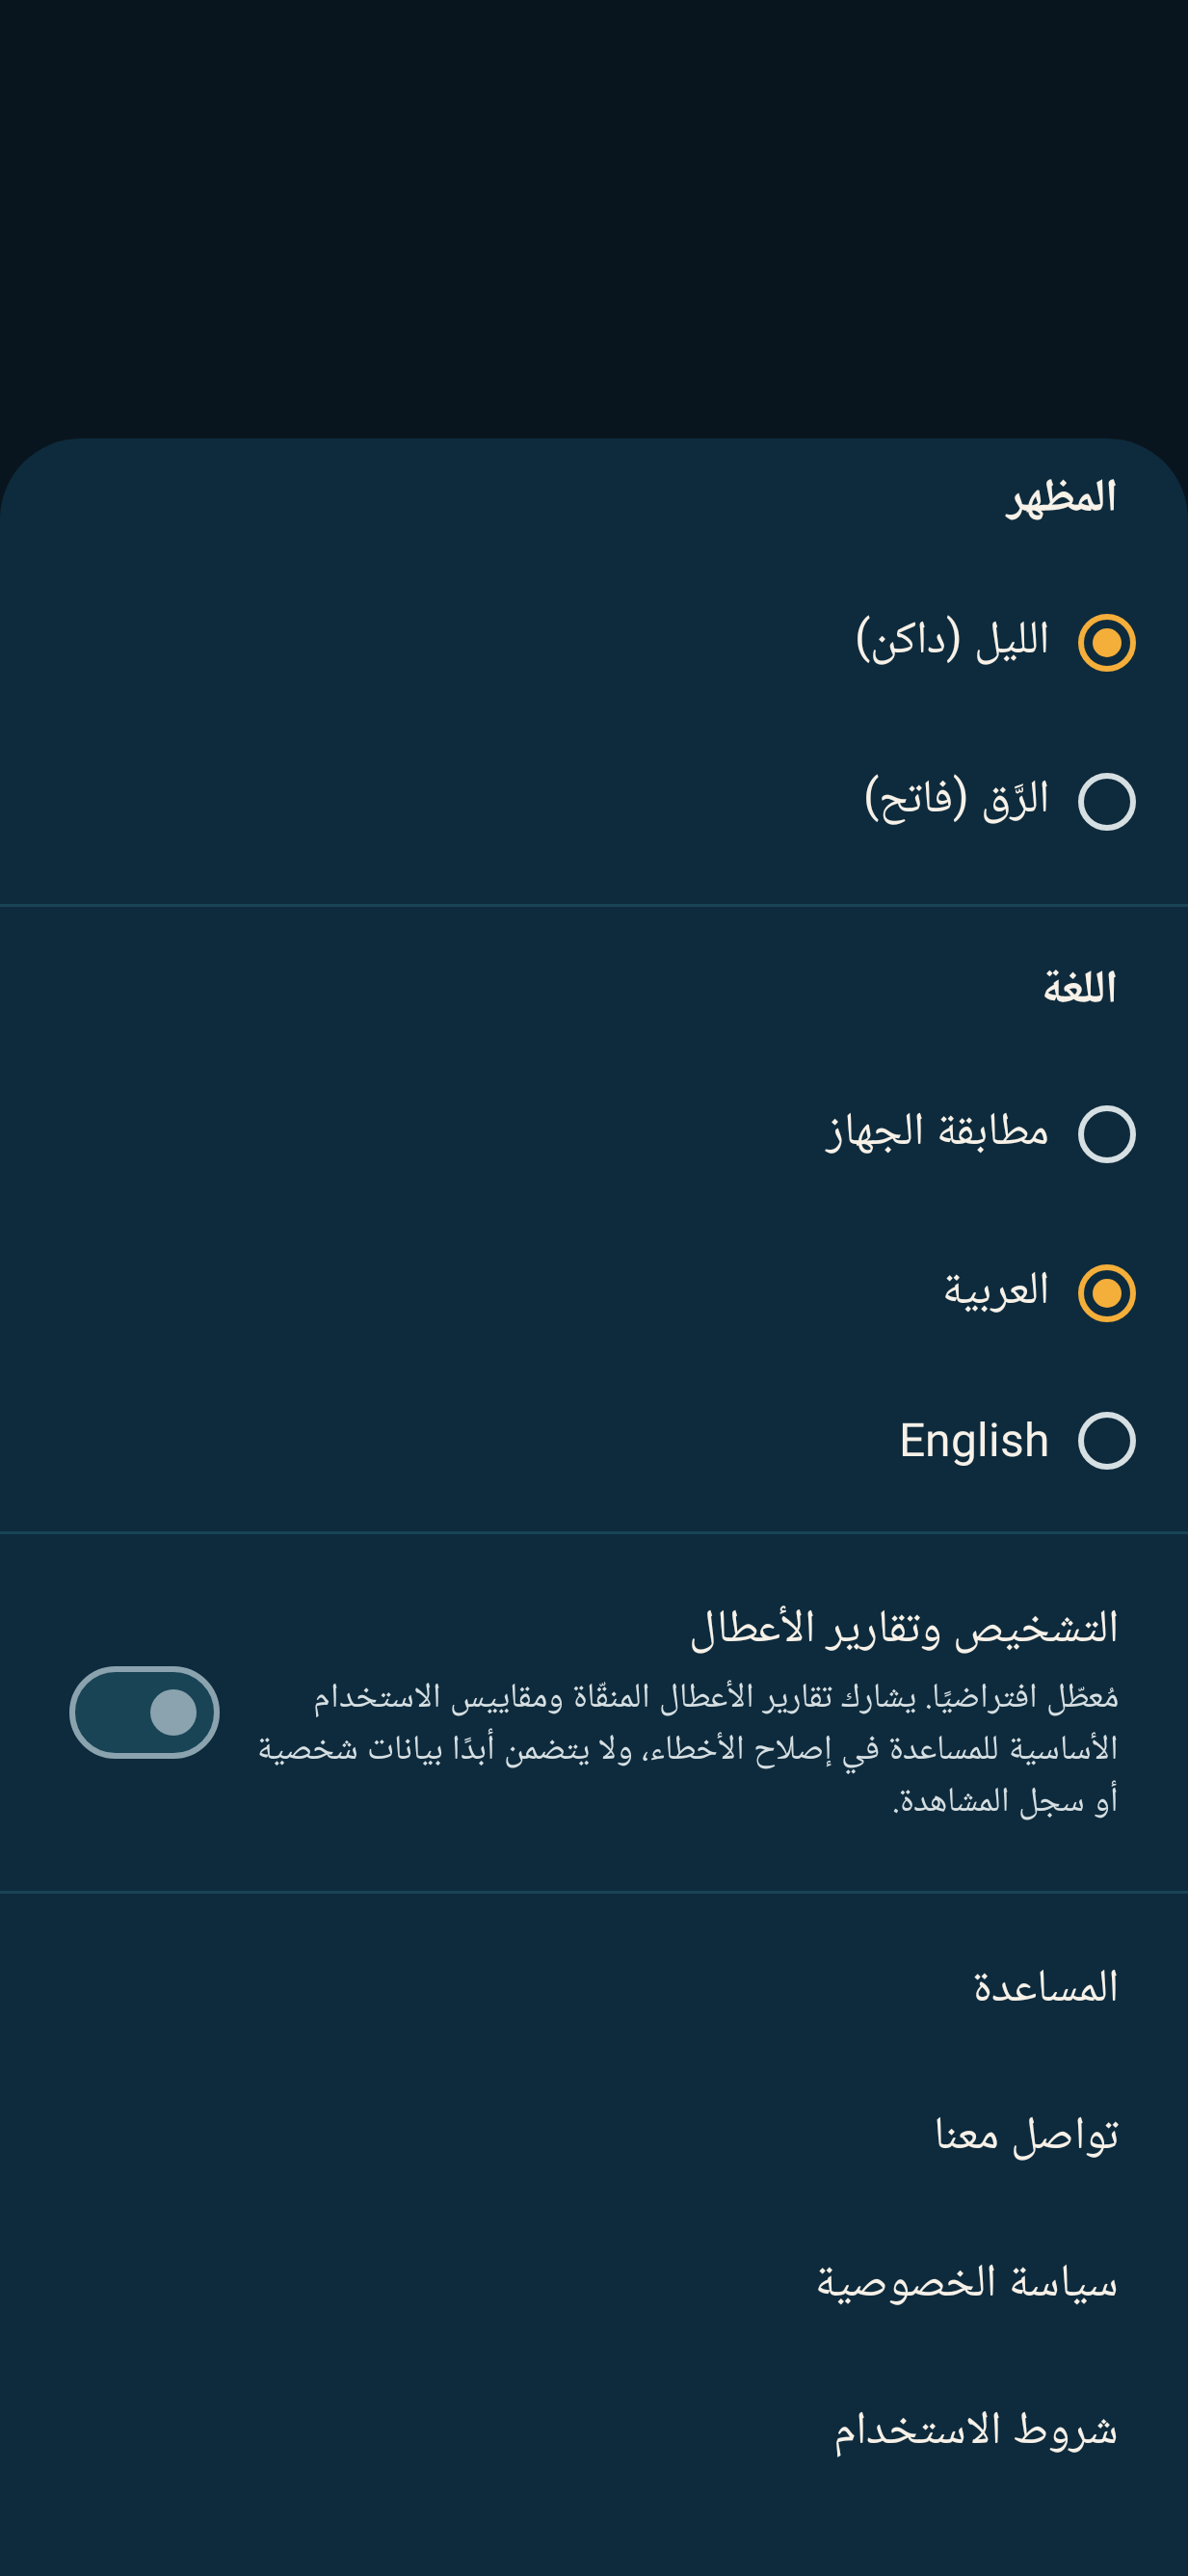 المظهر
الليل (داكن)
الرَّق (فاتح)
اللغة
مطابقة الجهاز
العربية
English
التشخيص وتقارير الأعطال
مُعطّل افتراضيًا. يشارك تقارير الأعطال المنقّاة ومقاييس الاستخدام
الأساسية للمساعدة في إصلاح الأخطاء، ولا يتضمن أبدًا بيانات شخصية
أو سجل المشاهدة.
المساعدة
تواصل معنا
سياسة الخصوصية
شروط الاستخدام